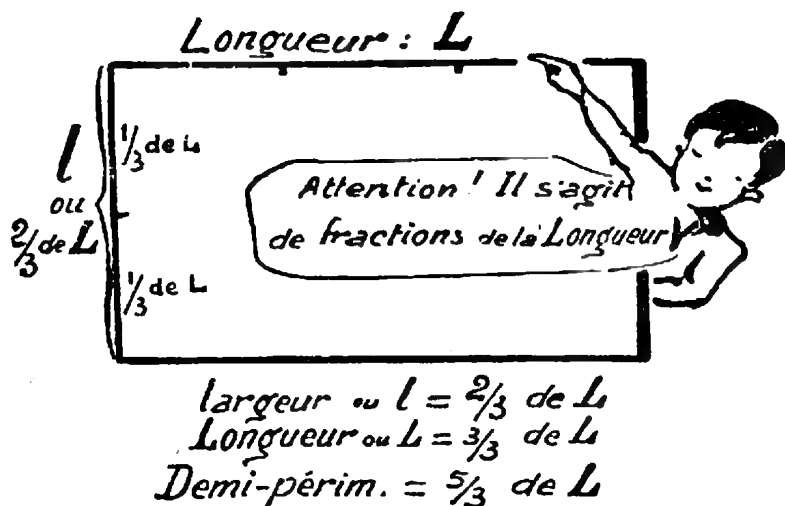 Longueur : L
1/3 de L
l
ou
2/3 de L
1/3 de L
Attention ! Il s'agit
de fractions de la Longueur
largeur ou l = 2/3 de L
Longueur ou L = 3/3 de L
Demi-périm. = 5/3 de L